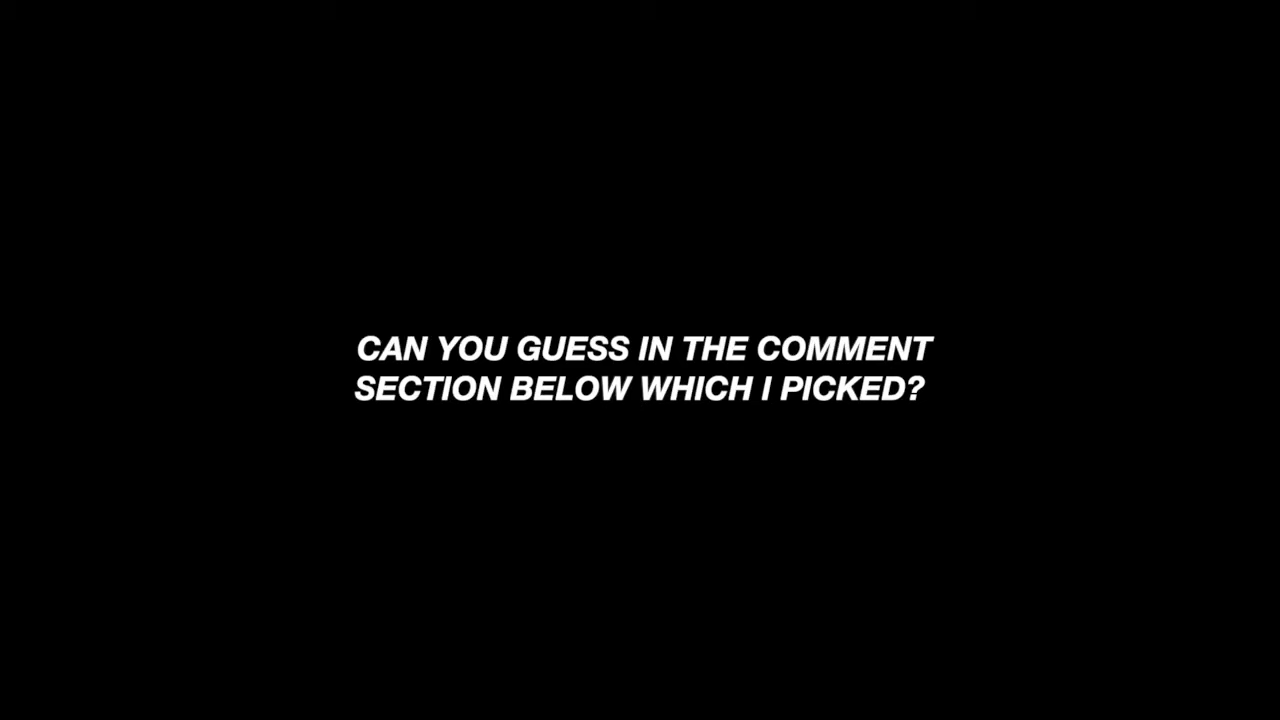 CAN YOU GUESS IN THE COMMENT
SECTION BELOW WHICH I PICKED?